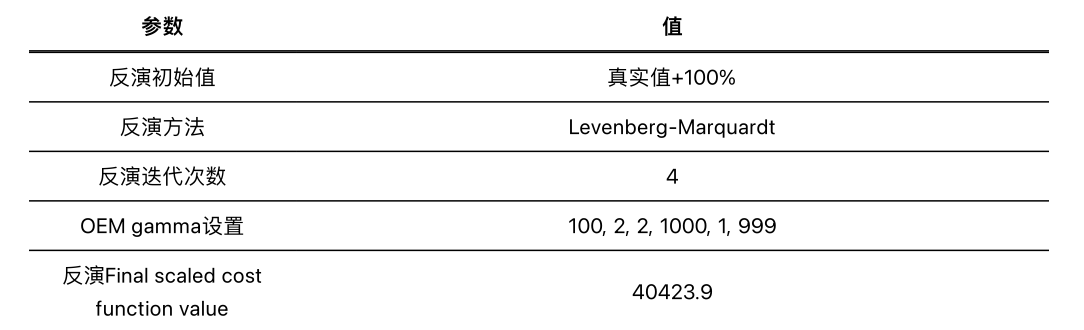 参数 值
反演初始值 真实值+100%
反演方法 Levenberg-Marquardt
反演迭代次数 4
OEM gamma设置 100, 2, 2, 1000, 1, 999
反演Final scaled cost
function value 40423.9